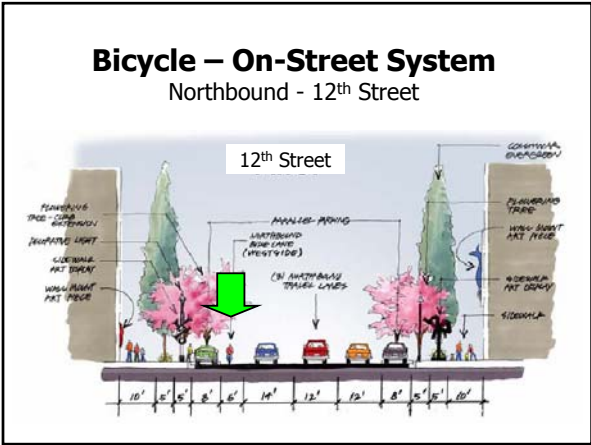 Bicycle – On-Street System
Northbound - 12th Street
12th Street
COLUMNAR
EVERGREEN
FLOWERING
TREE - CURB
EXTENSION
DECORATIVE LIGHT
SIDEWALK
ART DISPLAY
WALL MOUNT
ART PIECE
PARALLEL PARKING
NORTHBOUND
BIKE LANE
(WESTSIDE)
(3) NORTHBOUND
TRAVEL LANES
FLOWERING
TREE
WALL MOUNT
ART PIECE
SIDEWALK
ART DISPLAY
SIDEWALK
10' 5' 5' 8' 6' 14' 12' 12' 8' 5' 5' 10'